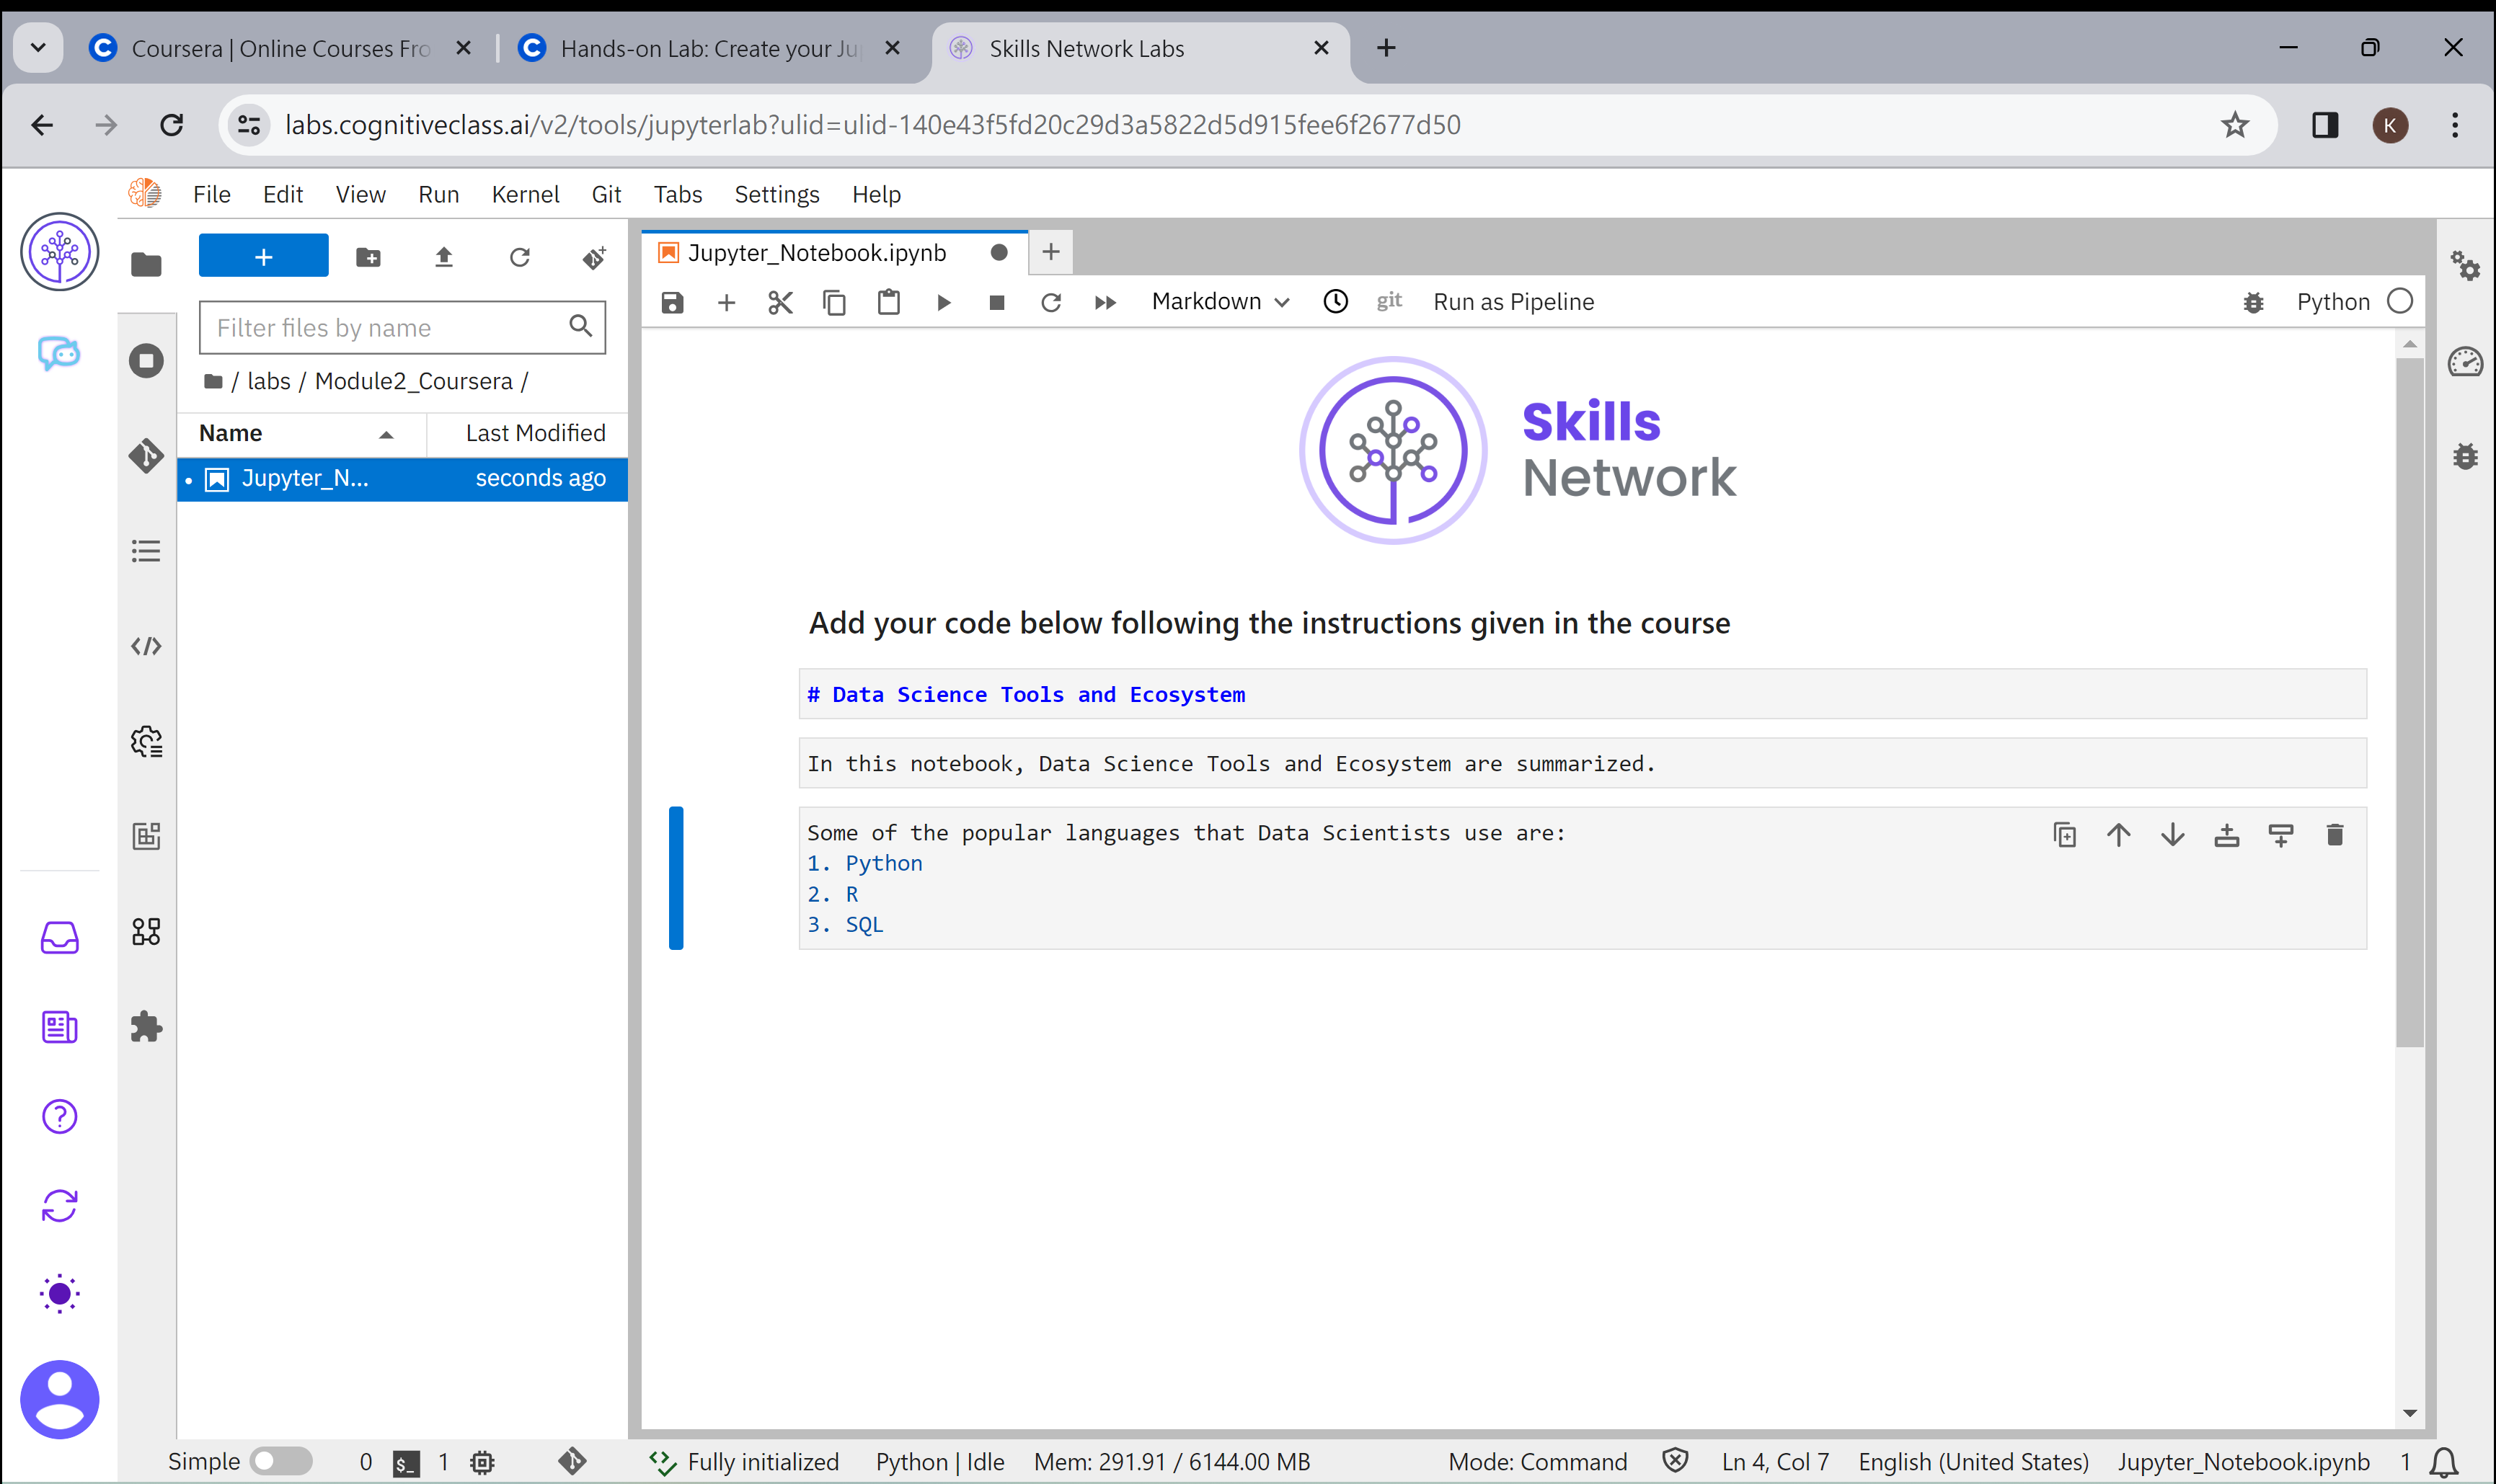 Coursera | Online Courses Fro
Hands-on Lab: Create your Ju
Skills Network Labs
labs.cognitiveclass.ai/v2/tools/jupyterlab?ulid=ulid-140e43f5fd20c29d3a5822d5d915fee6f2677d50
K
File Edit View Run Kernel Git Tabs Settings Help
Jupyter_Notebook.ipynb
Markdown
git
Run as Pipeline
Python
Filter files by name
/ labs / Module2_Coursera /
Name Last Modified
Jupyter_N... seconds ago
Skills
Network
Add your code below following the instructions given in the course
# Data Science Tools and Ecosystem
In this notebook, Data Science Tools and Ecosystem are summarized.
Some of the popular languages that Data Scientists use are:
1. Python
2. R
3. SQL
Simple 0 $_ 1 Fully initialized Python | Idle Mem: 291.91 / 6144.00 MB Mode: Command Ln 4, Col 7 English (United States) Jupyter_Notebook.ipynb 1